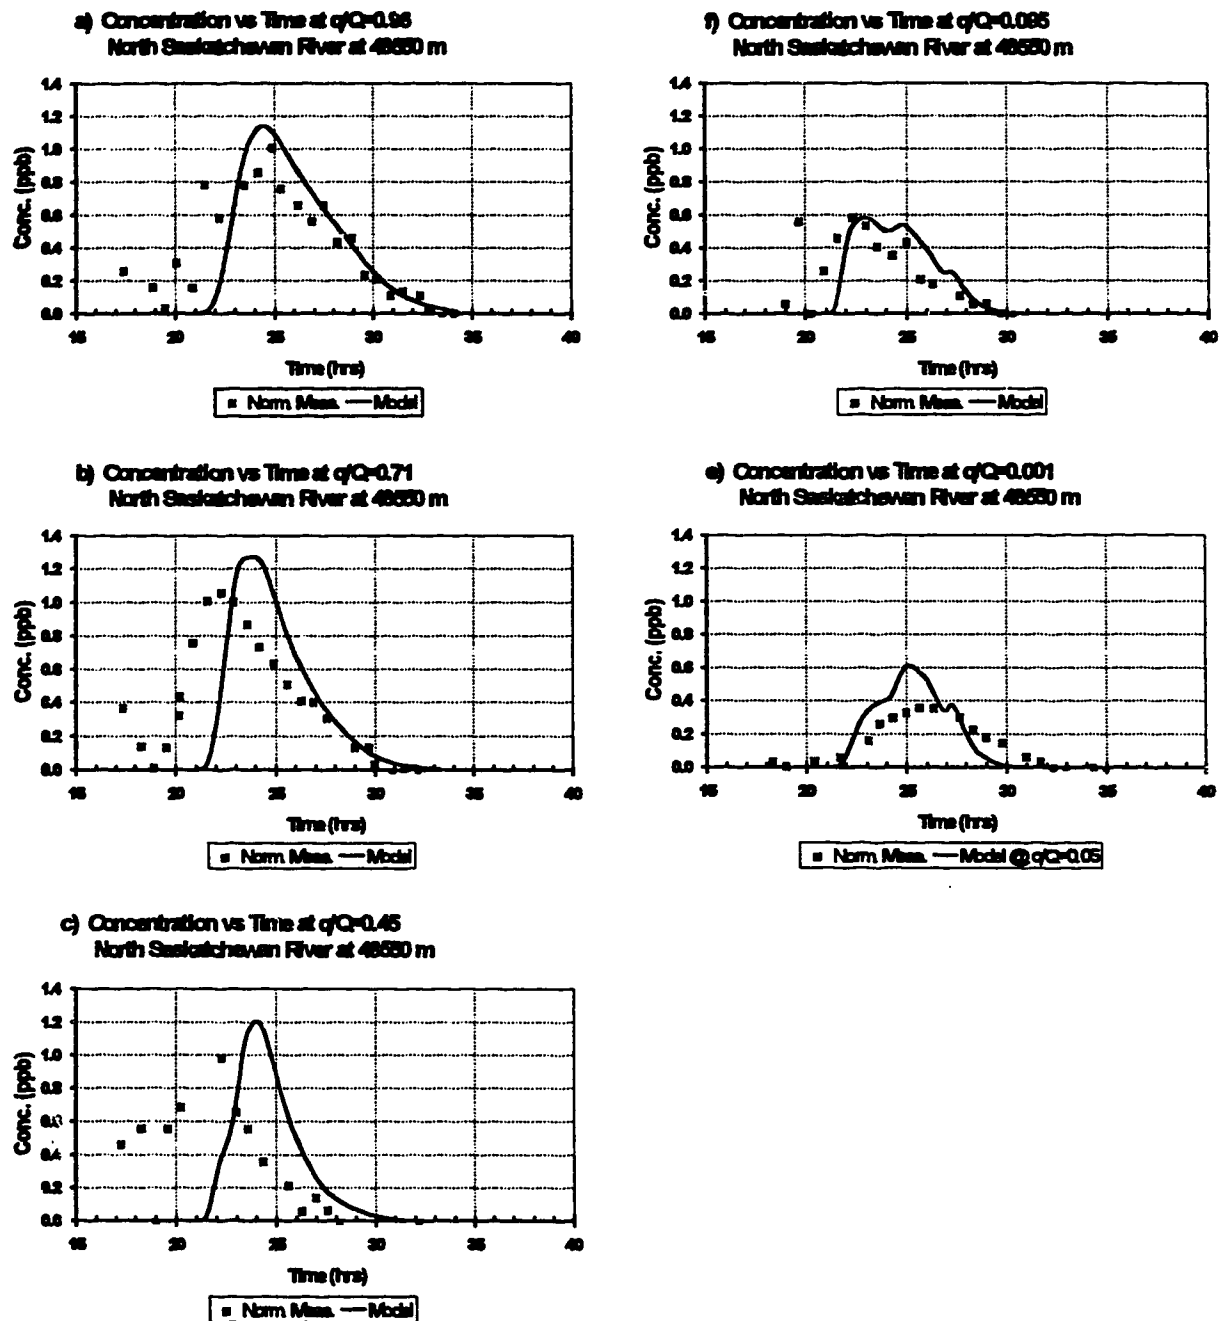 a) Concentration vs Time at q/Q=0.95
North Saskatchewan River at 48550 m
1.4
1.2
1.0
0.8
0.6
0.4
0.2
0.0
Conc. (ppb)
15 20 25 30 35 40
Time (hrs)
Norm. Meas. Model
b) Concentration vs Time at q/Q=0.71
North Saskatchewan River at 48550 m
1.4
1.2
1.0
0.8
0.6
0.4
0.2
0.0
Conc. (ppb)
15 20 25 30 35 40
Time (hrs)
Norm. Meas. Model
c) Concentration vs Time at q/Q=0.45
North Saskatchewan River at 48550 m
1.4
1.2
1.0
0.8
0.6
0.4
0.2
0.0
Conc. (ppb)
15 20 25 30 35 40
Time (hrs)
Norm. Meas. Model
f) Concentration vs Time at q/Q=0.095
North Saskatchewan River at 48550 m
1.4
1.2
1.0
0.8
0.6
0.4
0.2
0.0
Conc. (ppb)
15 20 25 30 35 40
Time (hrs)
Norm. Meas. Model
e) Concentration vs Time at q/Q=0.001
North Saskatchewan River at 48550 m
1.4
1.2
1.0
0.8
0.6
0.4
0.2
0.0
Conc. (ppb)
15 20 25 30 35 40
Time (hrs)
Norm. Meas. Model @ q/Q=0.05